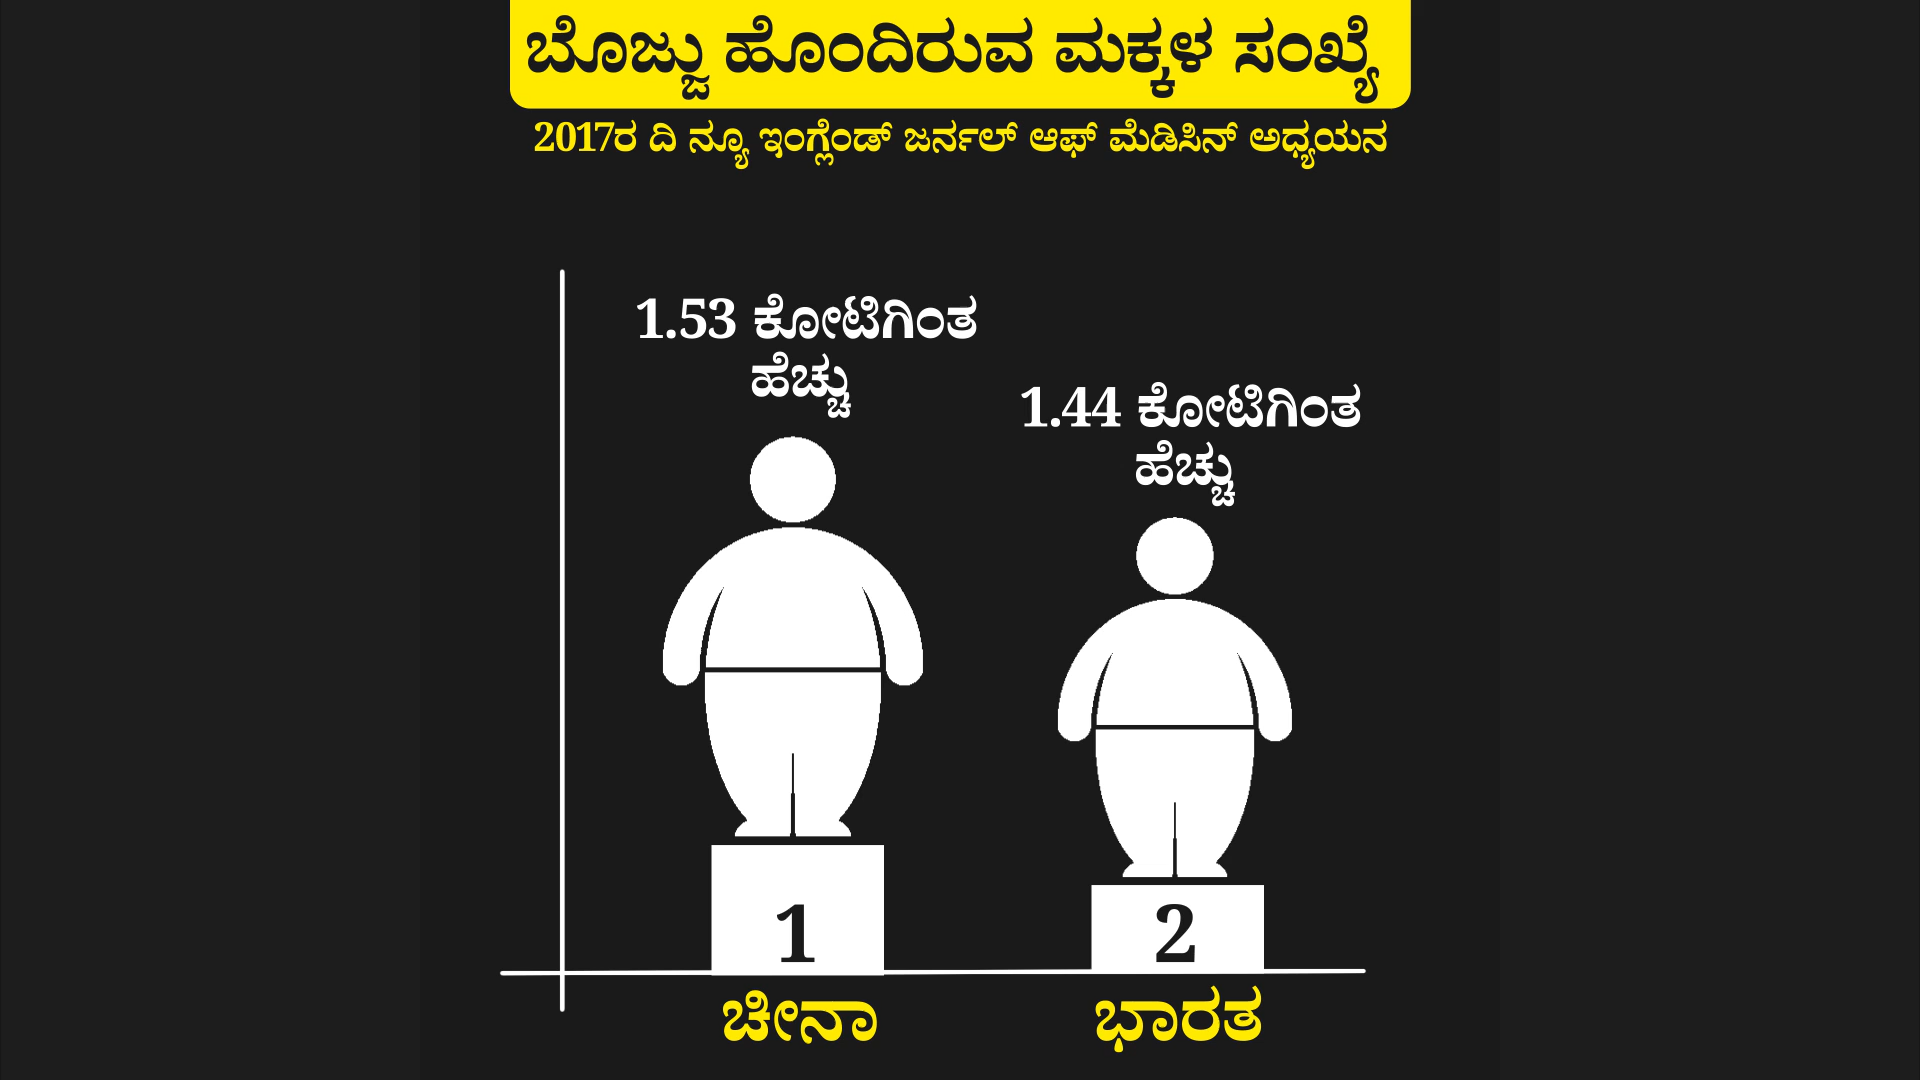 ಬೊಜ್ಜು ಹೊಂದಿರುವ ಮಕ್ಕಳ ಸಂಖ್ಯೆ
2017ರ ದಿ ನ್ಯೂ ಇಂಗ್ಲೆಂಡ್ ಜರ್ನಲ್ ಆಫ್ ಮೆಡಿಸಿನ್ ಅಧ್ಯಯನ
1.53 ಕೋಟಿಗಿಂತ
ಹೆಚ್ಚು
1.44 ಕೋಟಿಗಿಂತ
ಹೆಚ್ಚು
1
2
ಚೀನಾ
ಭಾರತ